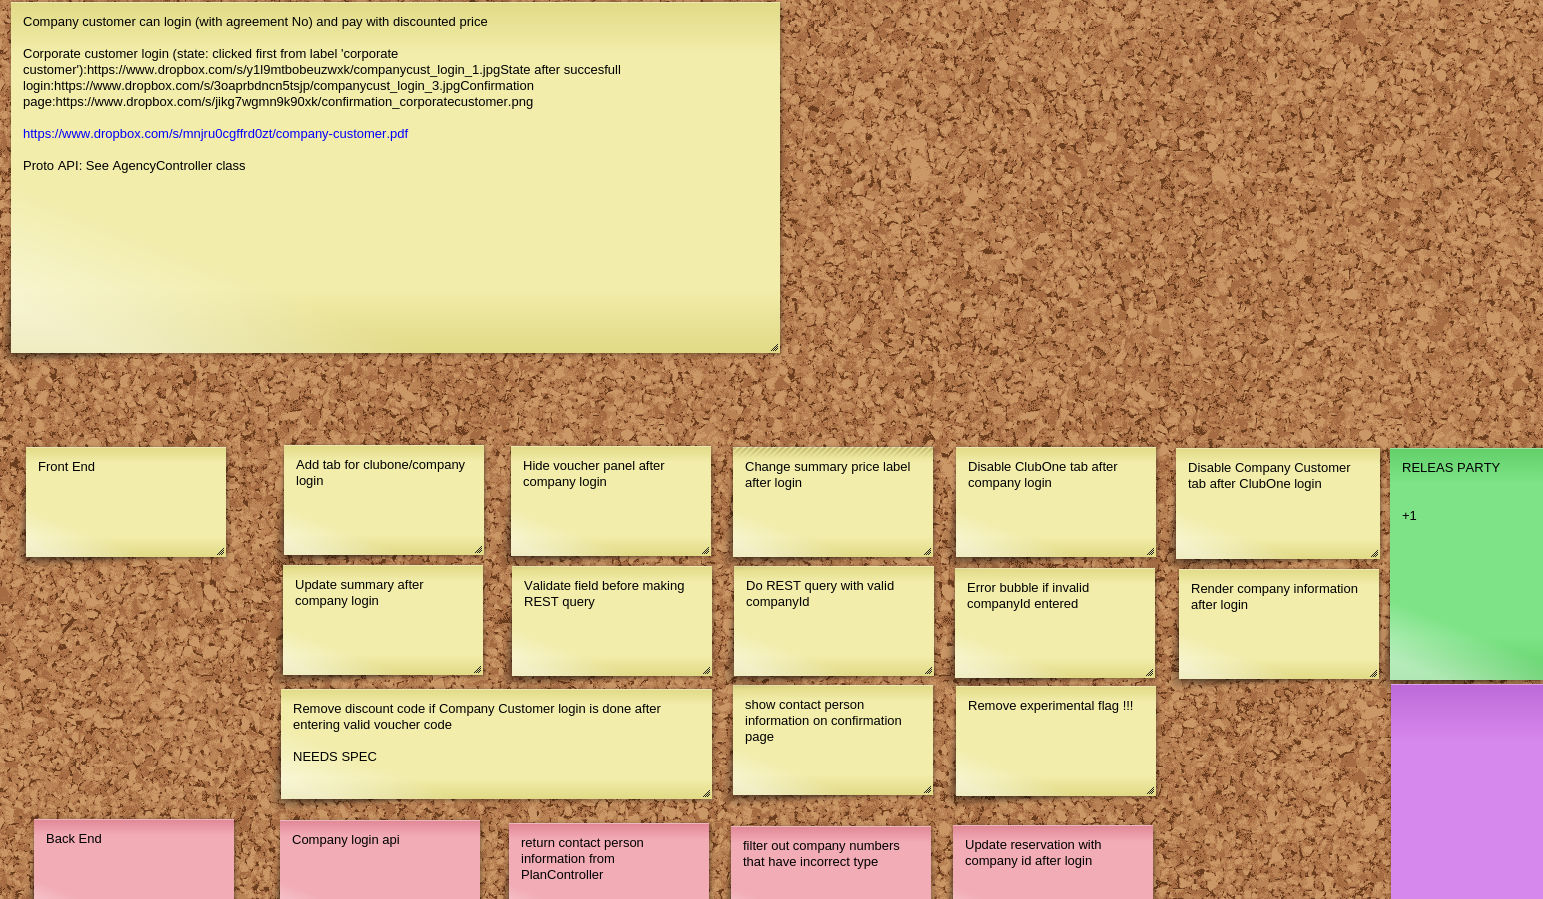 Company customer can login (with agreement No) and pay with discounted price
Corporate customer login (state: clicked first from label 'corporate
customer'):https://www.dropbox.com/s/y1l9mtbobeuzwxk/companycust_login_1.jpgState after succesfull
login:https://www.dropbox.com/s/3oaprbdncn5tsjp/companycust_login_3.jpgConfirmation
page:https://www.dropbox.com/s/jikg7wgmn9k90xk/confirmation_corporatecustomer.png
https://www.dropbox.com/s/mnjru0cgffrd0zt/company-customer.pdf
Proto API: See AgencyController class
Front End
Add tab for clubone/company
login
Hide voucher panel after
company login
Change summary price label
after login
Disable ClubOne tab after
company login
Disable Company Customer
tab after ClubOne login
RELEAS PARTY
+1
Update summary after
company login
Validate field before making
REST query
Do REST query with valid
companyId
Error bubble if invalid
companyId entered
Render company information
after login
Remove discount code if Company Customer login is done after
entering valid voucher code
NEEDS SPEC
show contact person
information on confirmation
page
Remove experimental flag !!!
Back End
Company login api
return contact person
information from
PlanController
filter out company numbers
that have incorrect type
Update reservation with
company id after login